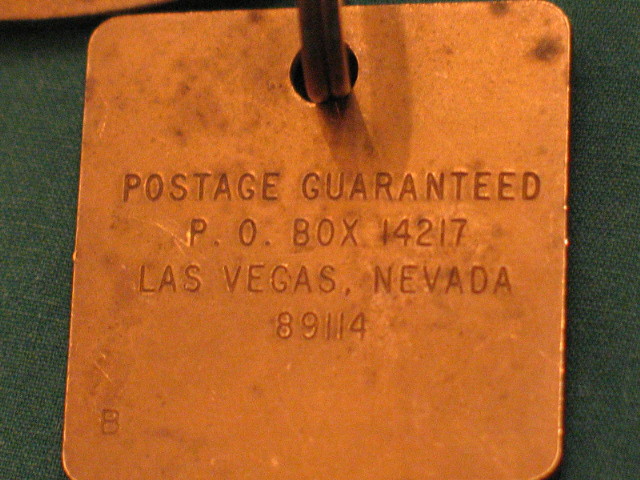 POSTAGE GUARANTEED
P. O. BOX 14217
LAS VEGAS, NEVADA
89114
B